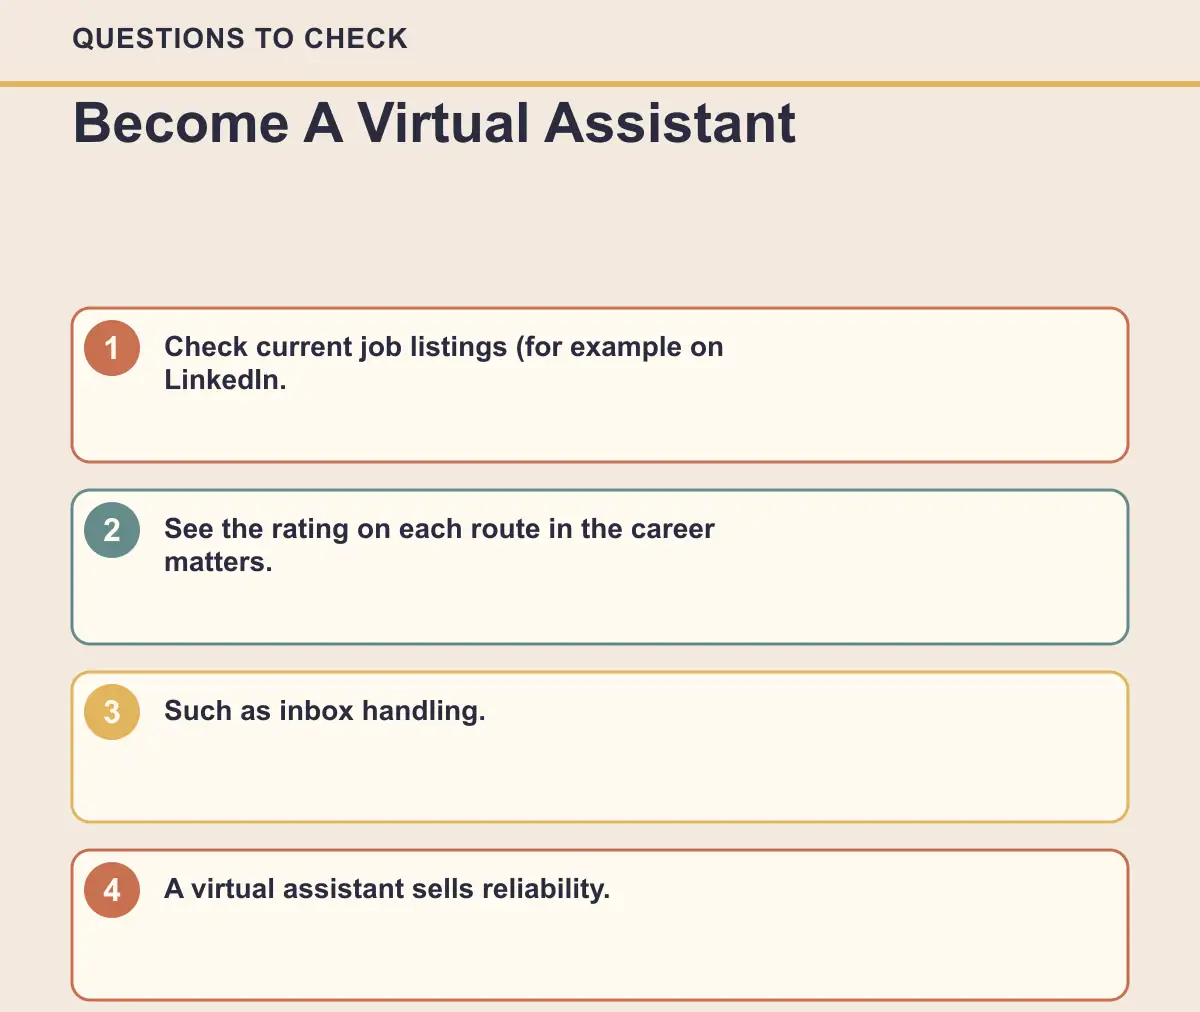 QUESTIONS TO CHECK
Become A Virtual Assistant
1
Check current job listings (for example on
LinkedIn.
2
See the rating on each route in the career
matters.
3
Such as inbox handling.
4
A virtual assistant sells reliability.